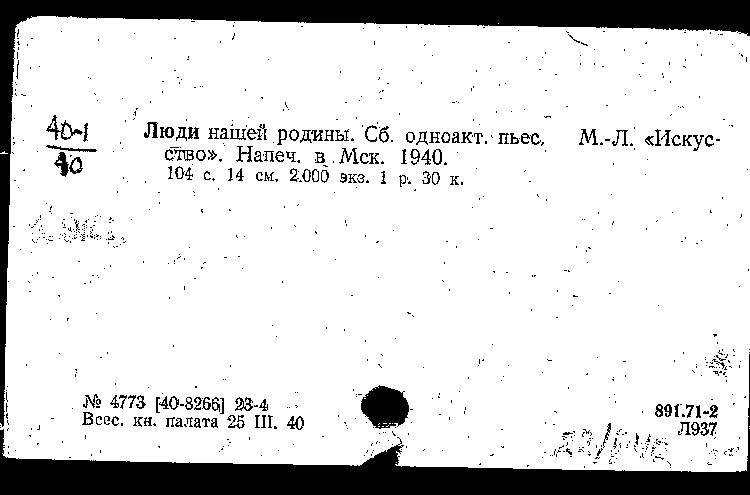 40-1
40
Люди нашей родины. Сб. одноакт. пьес. М.-Л. «Искус-
ство». Напеч. в Мск. 1940.
104 с. 14 см. 2.000 экз. 1 р. 30 к.
№ 4773 [40-8266] 23-4
Всес. кн. палата 25 III. 40
891.71-2
Л937